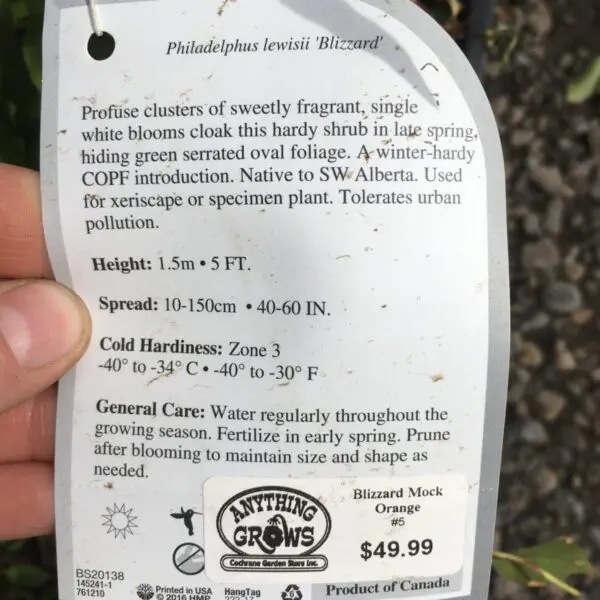 Philadelphus lewisii 'Blizzard'
Profuse clusters of sweetly fragrant, single
white blooms cloak this hardy shrub in late spring,
hiding green serrated oval foliage. A winter-hardy
COPF introduction. Native to SW Alberta. Used
for xeriscape or specimen plant. Tolerates urban
pollution.
Height: 1.5m • 5 FT.
Spread: 10-150cm • 40-60 IN.
Cold Hardiness: Zone 3
-40° to -34° C • -40° to -30° F
General Care: Water regularly throughout the
growing season. Fertilize in early spring. Prune
after blooming to maintain size and shape as
needed.
ANYTHING
GROWS
Cochrane Garden Store Inc.
Blizzard Mock
Orange
#5
$49.99
BS20138
145241-1
761210
Printed in USA
© 2016 HMP
HangTag
6
Product of Canada